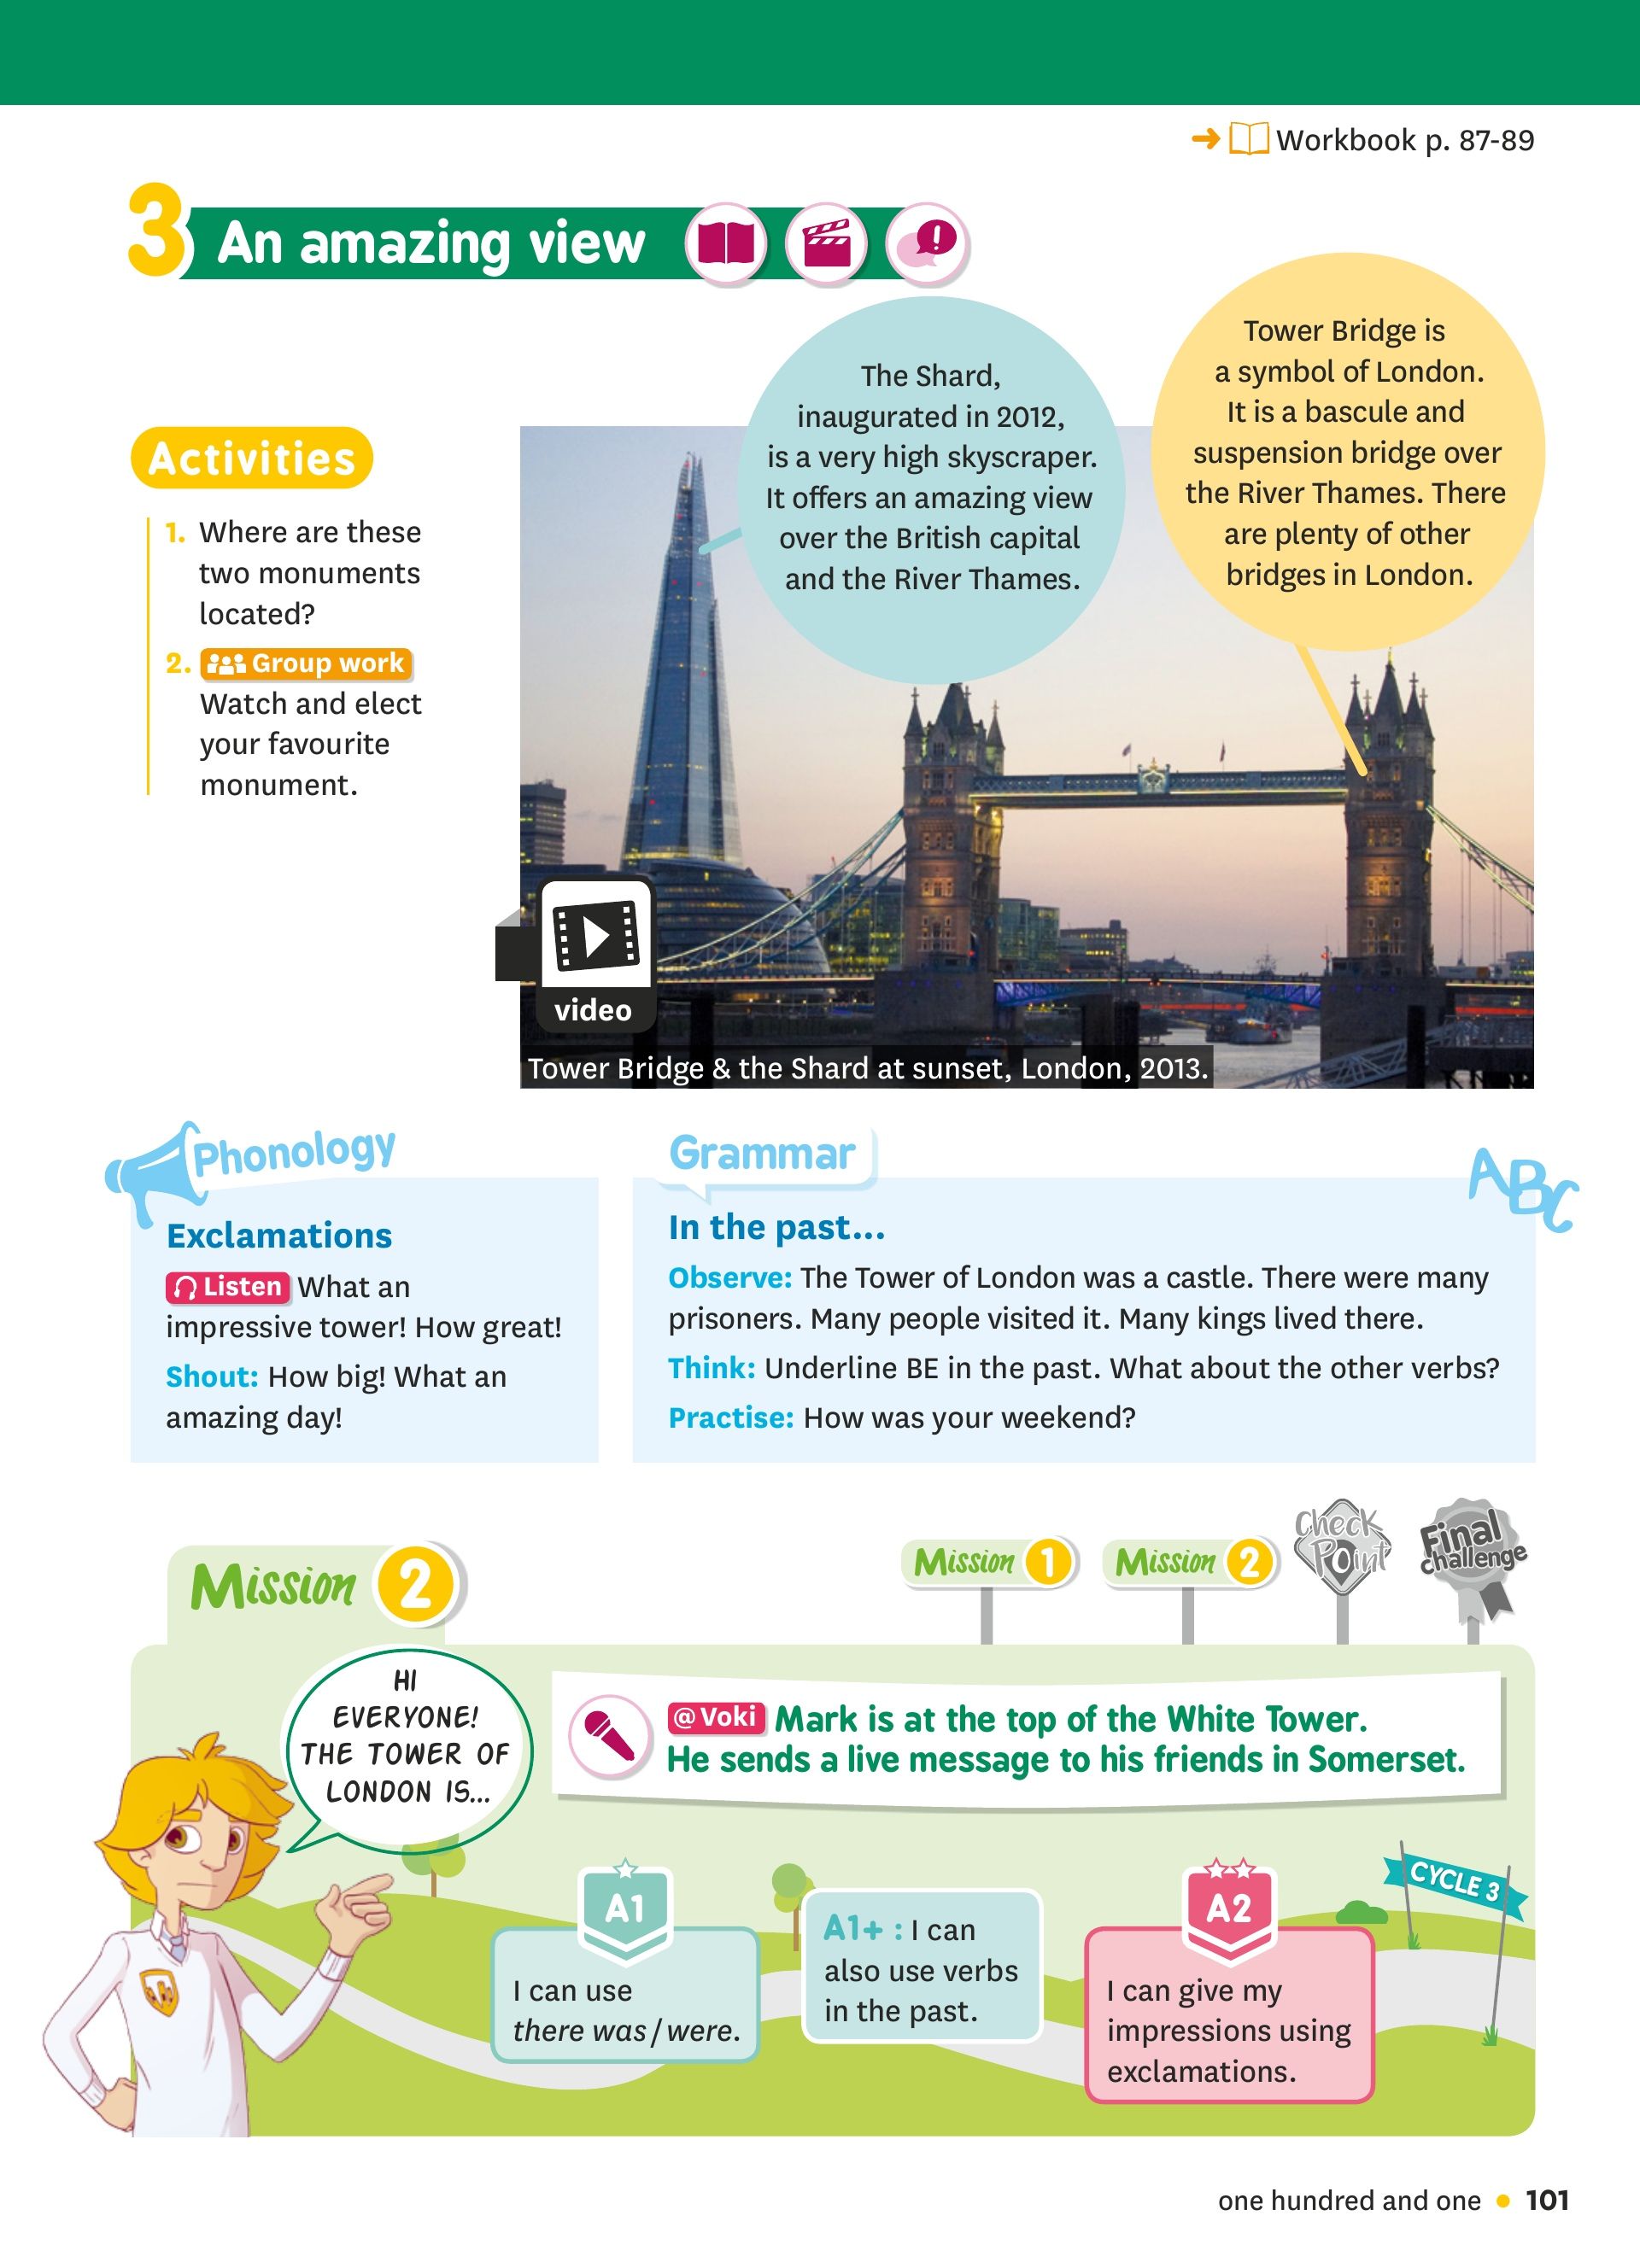 Workbook p. 87-89
3 An amazing view
The Shard,
inaugurated in 2012,
is a very high skyscraper.
It offers an amazing view
over the British capital
and the River Thames.
Tower Bridge is
a symbol of London.
It is a bascule and
suspension bridge over
the River Thames. There
are plenty of other
bridges in London.
Activities
1. Where are these
two monuments
located?
2. Group work
Watch and elect
your favourite
monument.
video
Tower Bridge & the Shard at sunset, London, 2013.
Phonology
Exclamations
Listen What an
impressive tower! How great!
Shout: How big! What an
amazing day!
Grammar
ABC
In the past...
Observe: The Tower of London was a castle. There were many
prisoners. Many people visited it. Many kings lived there.
Think: Underline BE in the past. What about the other verbs?
Practise: How was your weekend?
Mission 2
Mission 1
Mission 2
Check
Point
Final
challenge
HI
EVERYONE!
THE TOWER OF
LONDON IS...
@ Voki Mark is at the top of the White Tower.
He sends a live message to his friends in Somerset.
A1
I can use
there was / were.
A1+ : I can
also use verbs
in the past.
A2
I can give my
impressions using
exclamations.
CYCLE 3
one hundred and one • 101